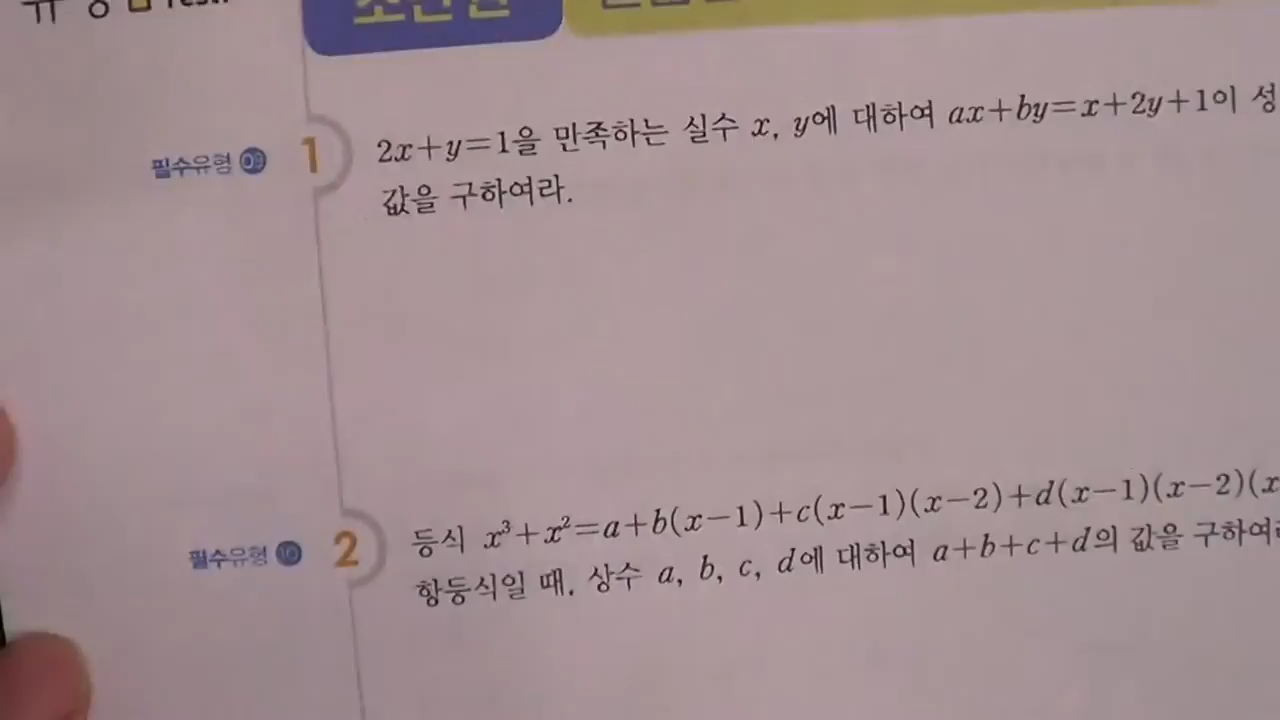 1 2x+y=1을 만족하는 실수 x, y에 대하여 ax+by=x+2y+1이 성
필수유형 09
값을 구하여라.
2 등식 x³+x²=a+b(x-1)+c(x-1)(x-2)+d(x-1)(x-2)(x
필수유형 10
항등식일 때, 상수 a, b, c, d에 대하여 a+b+c+d의 값을 구하여